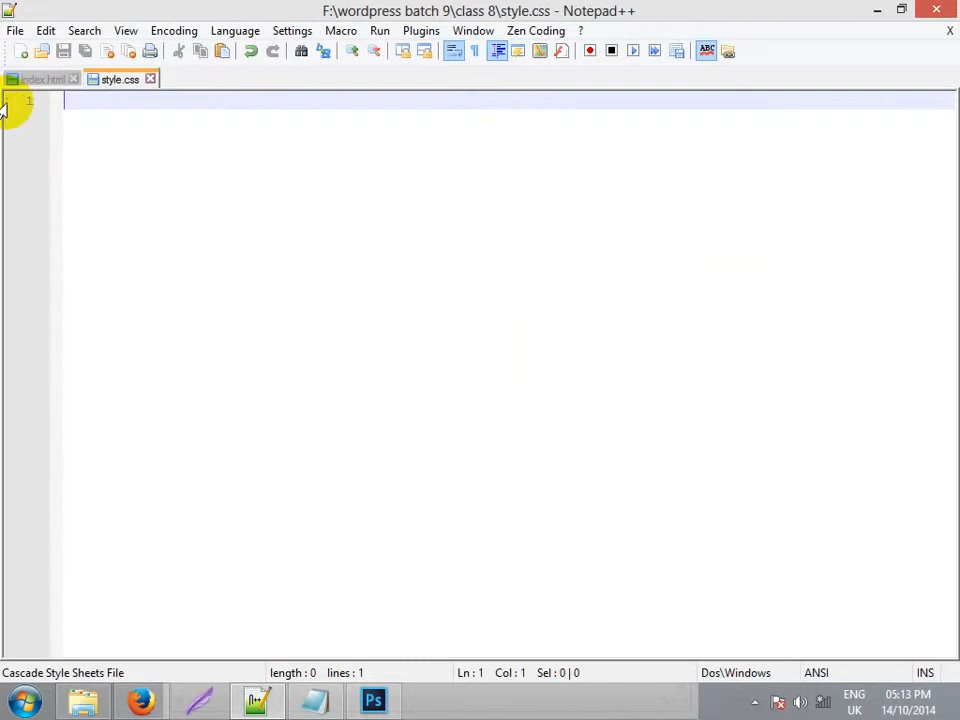 F:\wordpress batch 9\class 8\style.css - Notepad++
File Edit Search View Encoding Language Settings Macro Run Plugins Window Zen Coding ? X
ABC
index.html style.css
1
Cascade Style Sheets File length : 0 lines : 1 Ln : 1 Col : 1 Sel : 0 | 0 Dos\Windows ANSI INS
ENG 05:13 PM
UK 14/10/2014
Ps